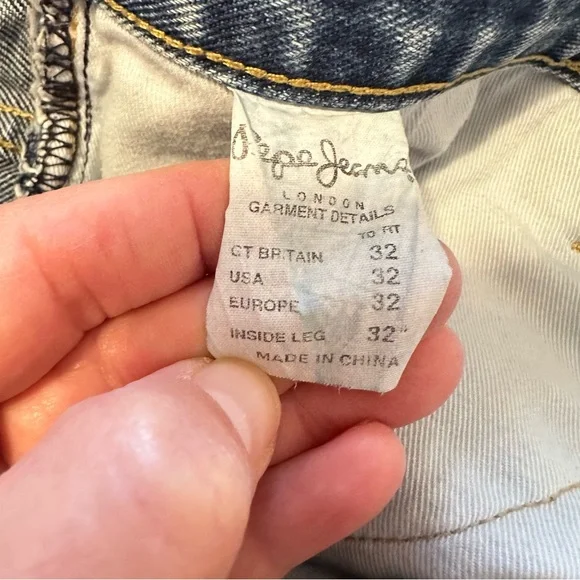 Pepe Jeans
LONDON
GARMENT DETAILS
TO FIT
GT BRITAIN 32
USA 32
EUROPE 32
INSIDE LEG 32"
MADE IN CHINA